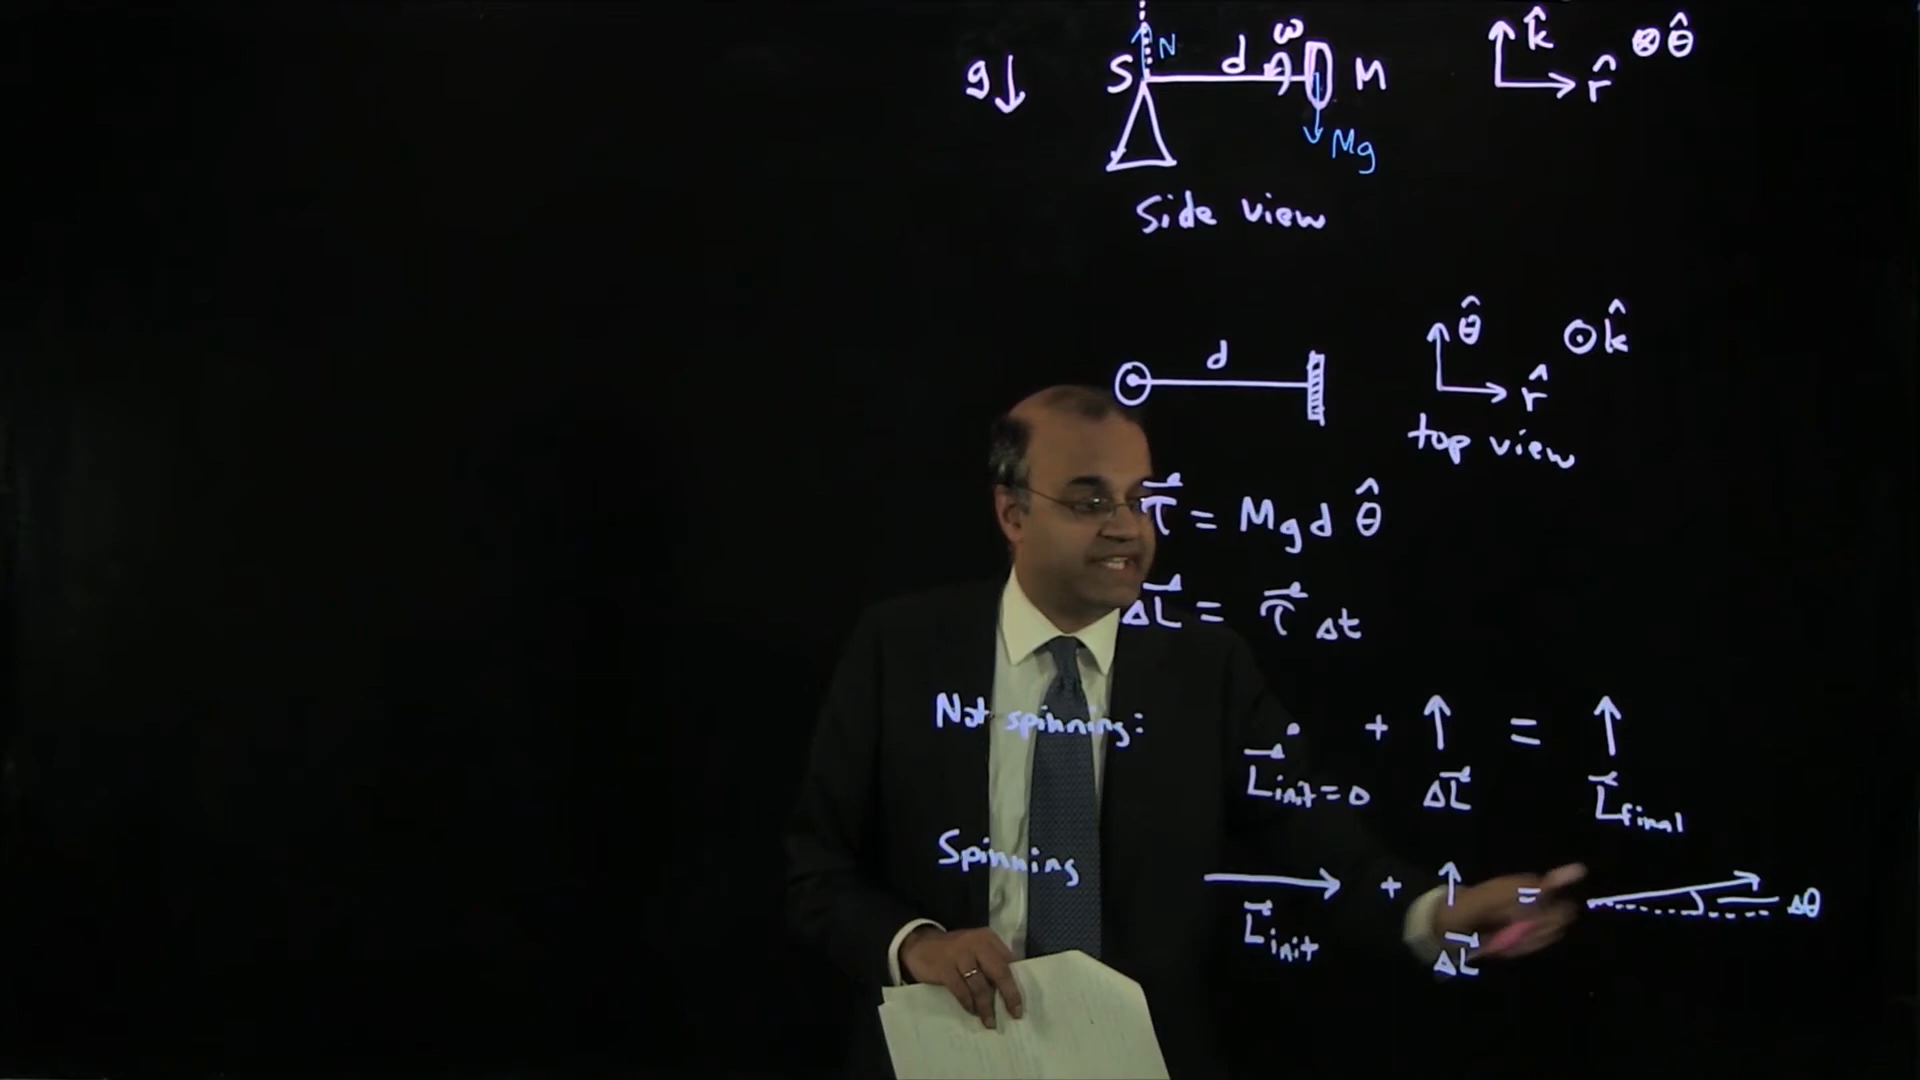 g↓ S N d ω M k̂ r̂ ⊗ θ̂
Mg
Side view
d θ̂ r̂ ⊙ k̂
top view
τ⃗ = Mgd θ̂
ΔL⃗ = τ⃗ Δt
Not spinning: L⃗init = 0 + ↑ ΔL⃗ = ↑ L⃗final
Spinning → L⃗init + ↑ ΔL⃗ = Δθ